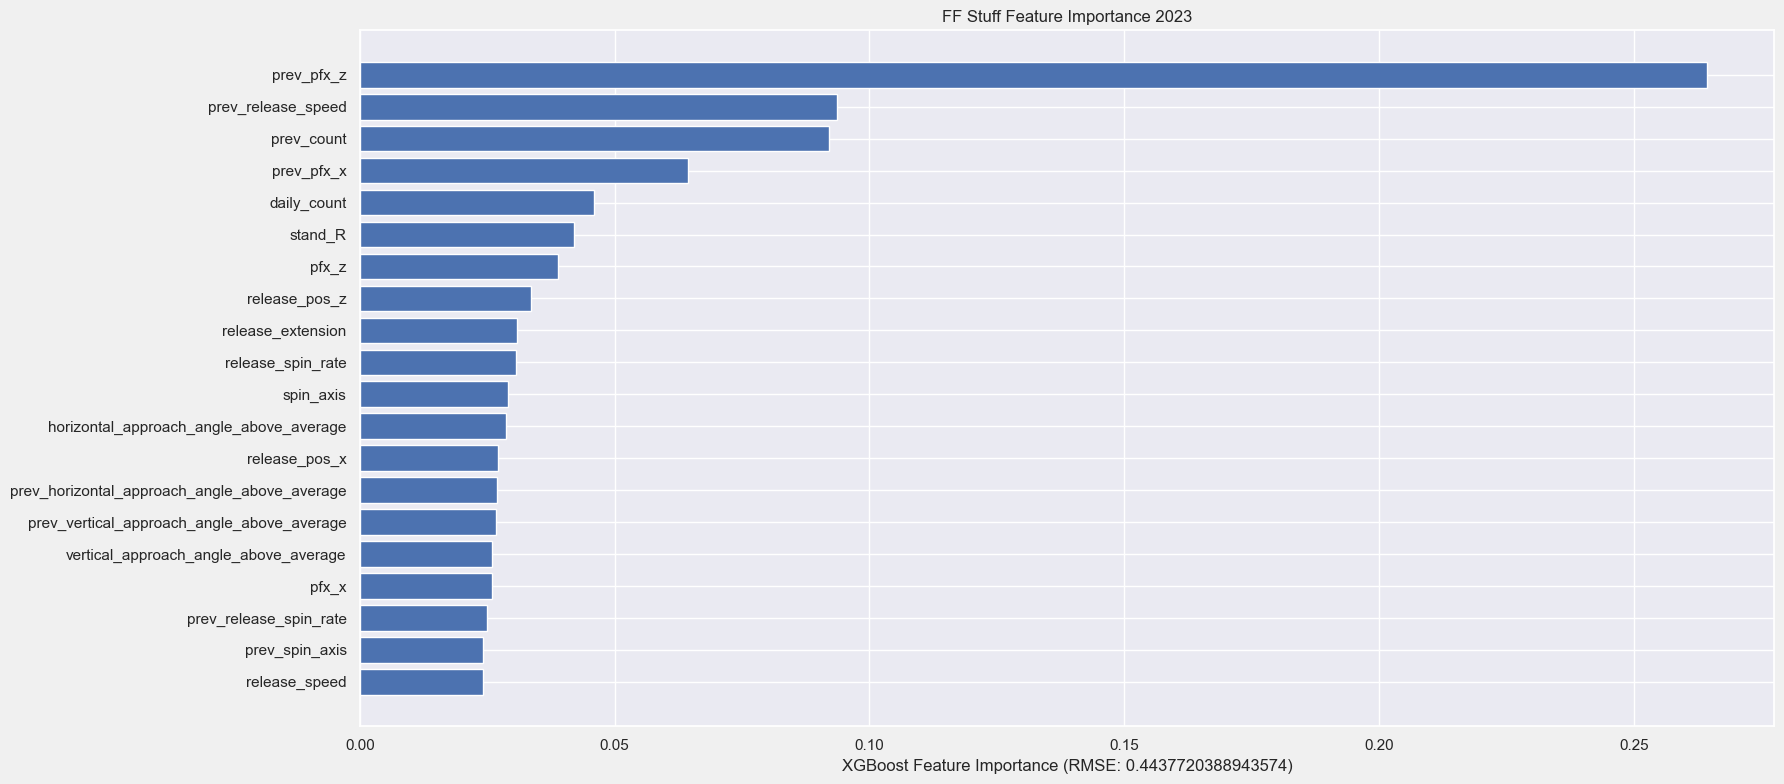 FF Stuff Feature Importance 2023
prev_pfx_z
prev_release_speed
prev_count
prev_pfx_x
daily_count
stand_R
pfx_z
release_pos_z
release_extension
release_spin_rate
spin_axis
horizontal_approach_angle_above_average
release_pos_x
prev_horizontal_approach_angle_above_average
prev_vertical_approach_angle_above_average
vertical_approach_angle_above_average
pfx_x
prev_release_spin_rate
prev_spin_axis
release_speed
0.00 0.05 0.10 0.15 0.20 0.25
XGBoost Feature Importance (RMSE: 0.4437720388943574)